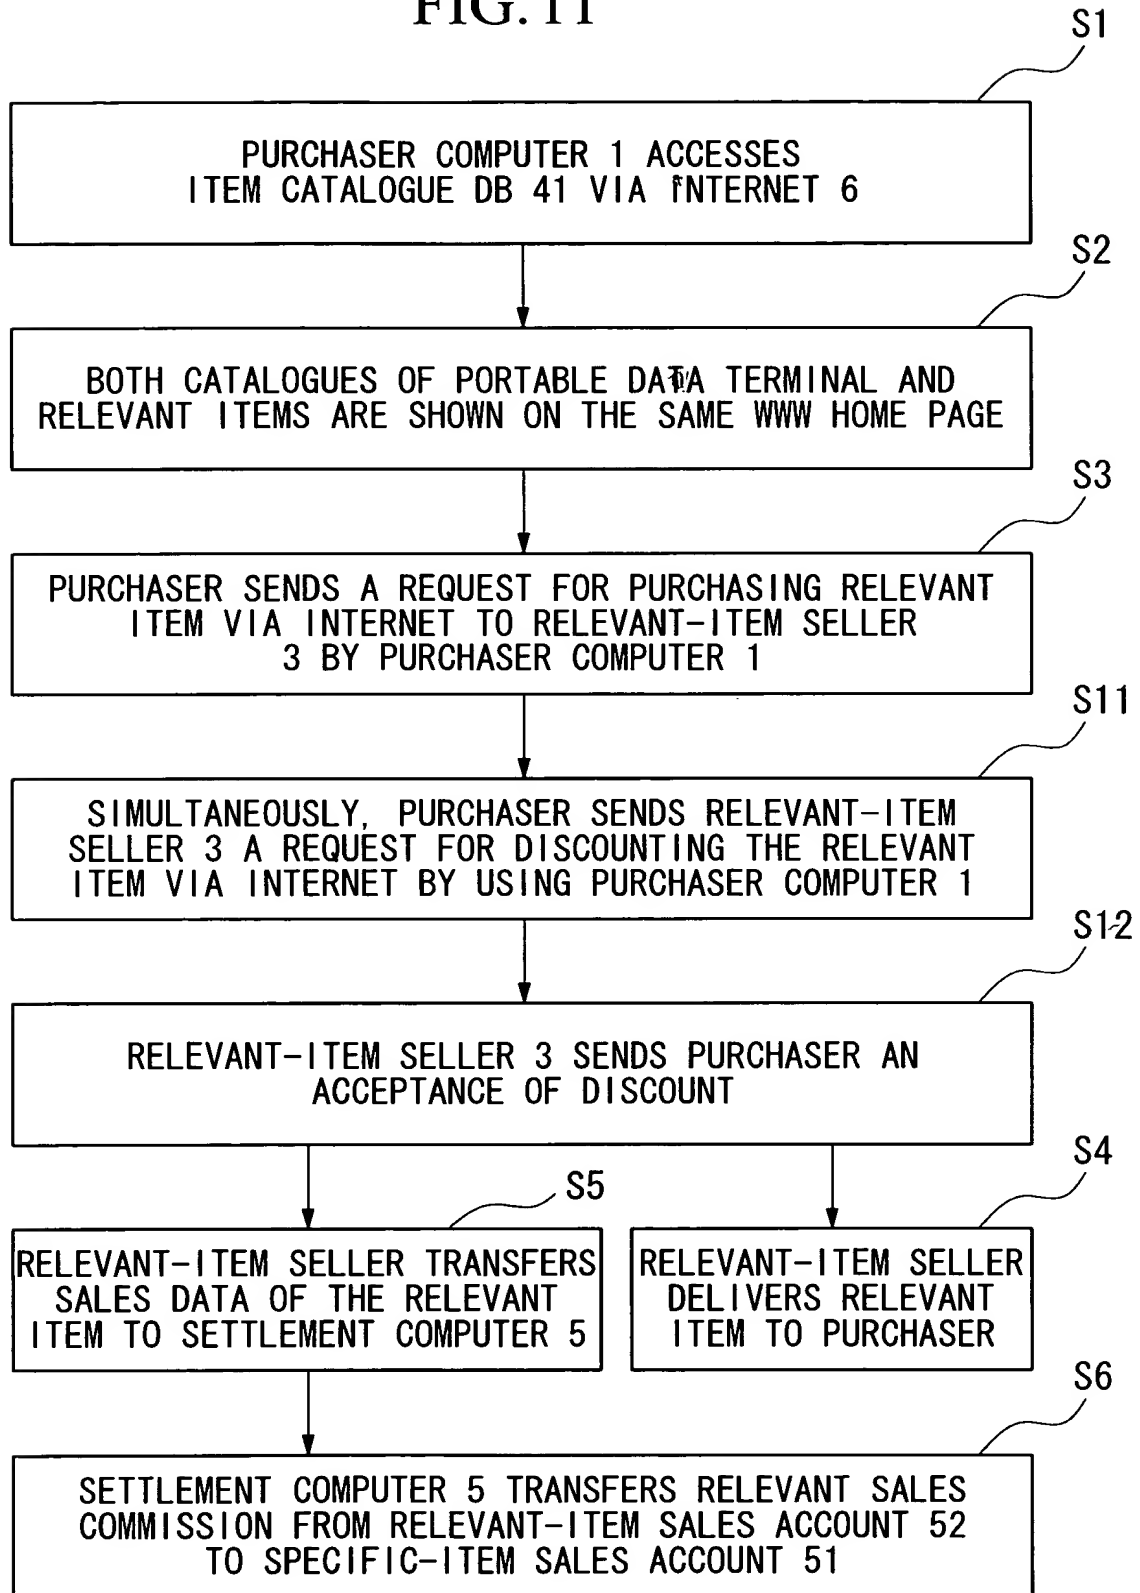 FIG. 11
S1
PURCHASER COMPUTER 1 ACCESSES
ITEM CATALOGUE DB 41 VIA INTERNET 6
S2
BOTH CATALOGUES OF PORTABLE DATA TERMINAL AND
RELEVANT ITEMS ARE SHOWN ON THE SAME WWW HOME PAGE
S3
PURCHASER SENDS A REQUEST FOR PURCHASING RELEVANT
ITEM VIA INTERNET TO RELEVANT-ITEM SELLER
3 BY PURCHASER COMPUTER 1
S11
SIMULTANEOUSLY, PURCHASER SENDS RELEVANT-ITEM
SELLER 3 A REQUEST FOR DISCOUNTING THE RELEVANT
ITEM VIA INTERNET BY USING PURCHASER COMPUTER 1
S12
RELEVANT-ITEM SELLER 3 SENDS PURCHASER AN
ACCEPTANCE OF DISCOUNT
S5
RELEVANT-ITEM SELLER TRANSFERS
SALES DATA OF THE RELEVANT
ITEM TO SETTLEMENT COMPUTER 5
S4
RELEVANT-ITEM SELLER
DELIVERS RELEVANT
ITEM TO PURCHASER
S6
SETTLEMENT COMPUTER 5 TRANSFERS RELEVANT SALES
COMMISSION FROM RELEVANT-ITEM SALES ACCOUNT 52
TO SPECIFIC-ITEM SALES ACCOUNT 51